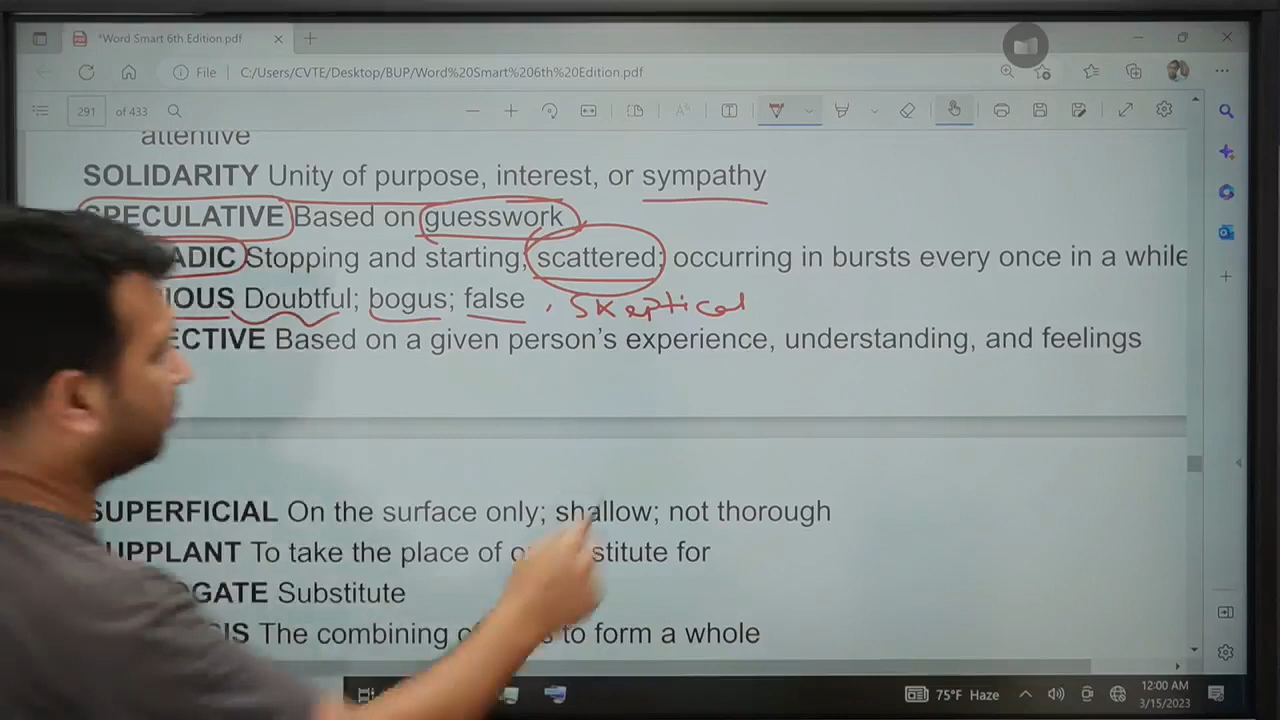 *Word Smart 6th Edition.pdf
File C:/Users/CVTE/Desktop/BUP/Word%20Smart%206th%20Edition.pdf
291 of 433
attentive
SOLIDARITY Unity of purpose, interest, or sympathy
SPECULATIVE Based on guesswork
ADIC Stopping and starting; scattered; occurring in bursts every once in a while
IOUS Doubtful; bogus; false , Skeptical
ECTIVE Based on a given person's experience, understanding, and feelings
SUPERFICIAL On the surface only; shallow; not thorough
UPPLANT To take the place of stitute for
GATE Substitute
IS The combining to form a whole
75°F Haze
12:00 AM
3/15/2023